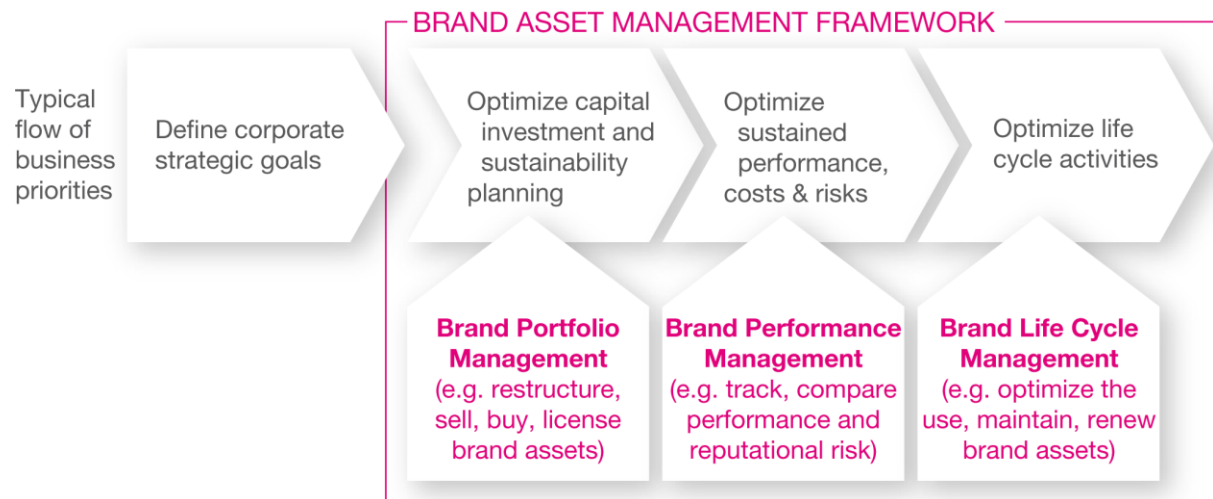 BRAND ASSET MANAGEMENT FRAMEWORK
Typical
flow of
business
priorities
Define corporate
strategic goals
Optimize capital
investment and
sustainability
planning
Optimize
sustained
performance,
costs & risks
Optimize life
cycle activities
Brand Portfolio
Management
(e.g. restructure,
sell, buy, license
brand assets)
Brand Performance
Management
(e.g. track, compare
performance and
reputational risk)
Brand Life Cycle
Management
(e.g. optimize the
use, maintain, renew
brand assets)